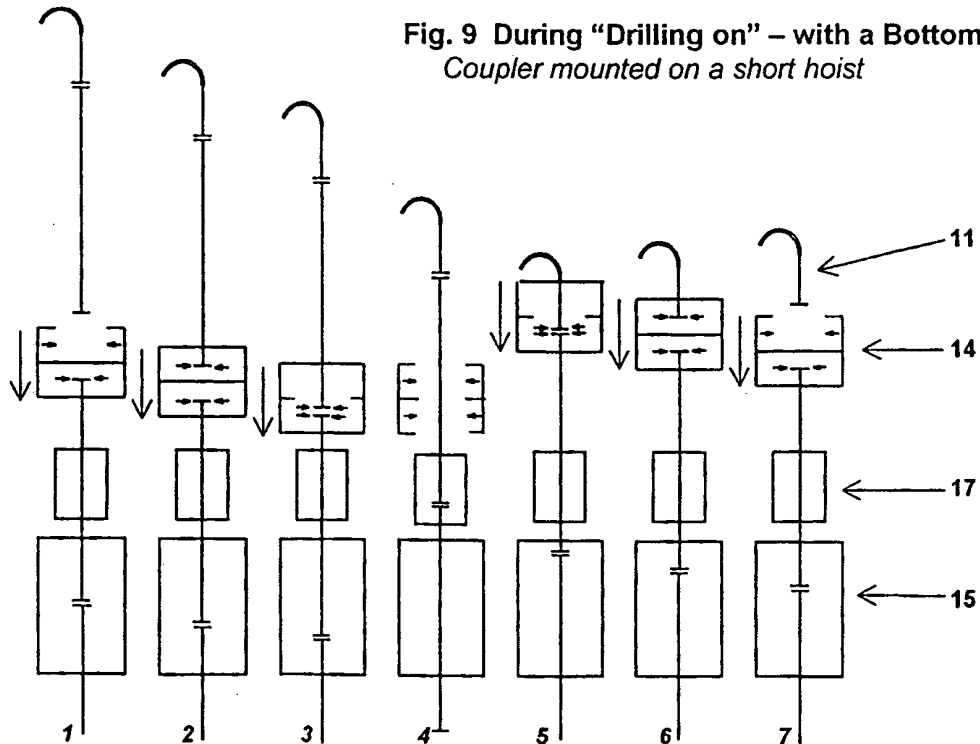 Fig. 9 During "Drilling on" – with a Bottom
Coupler mounted on a short hoist
11
14
17
15
1 2 3 4 5 6 7